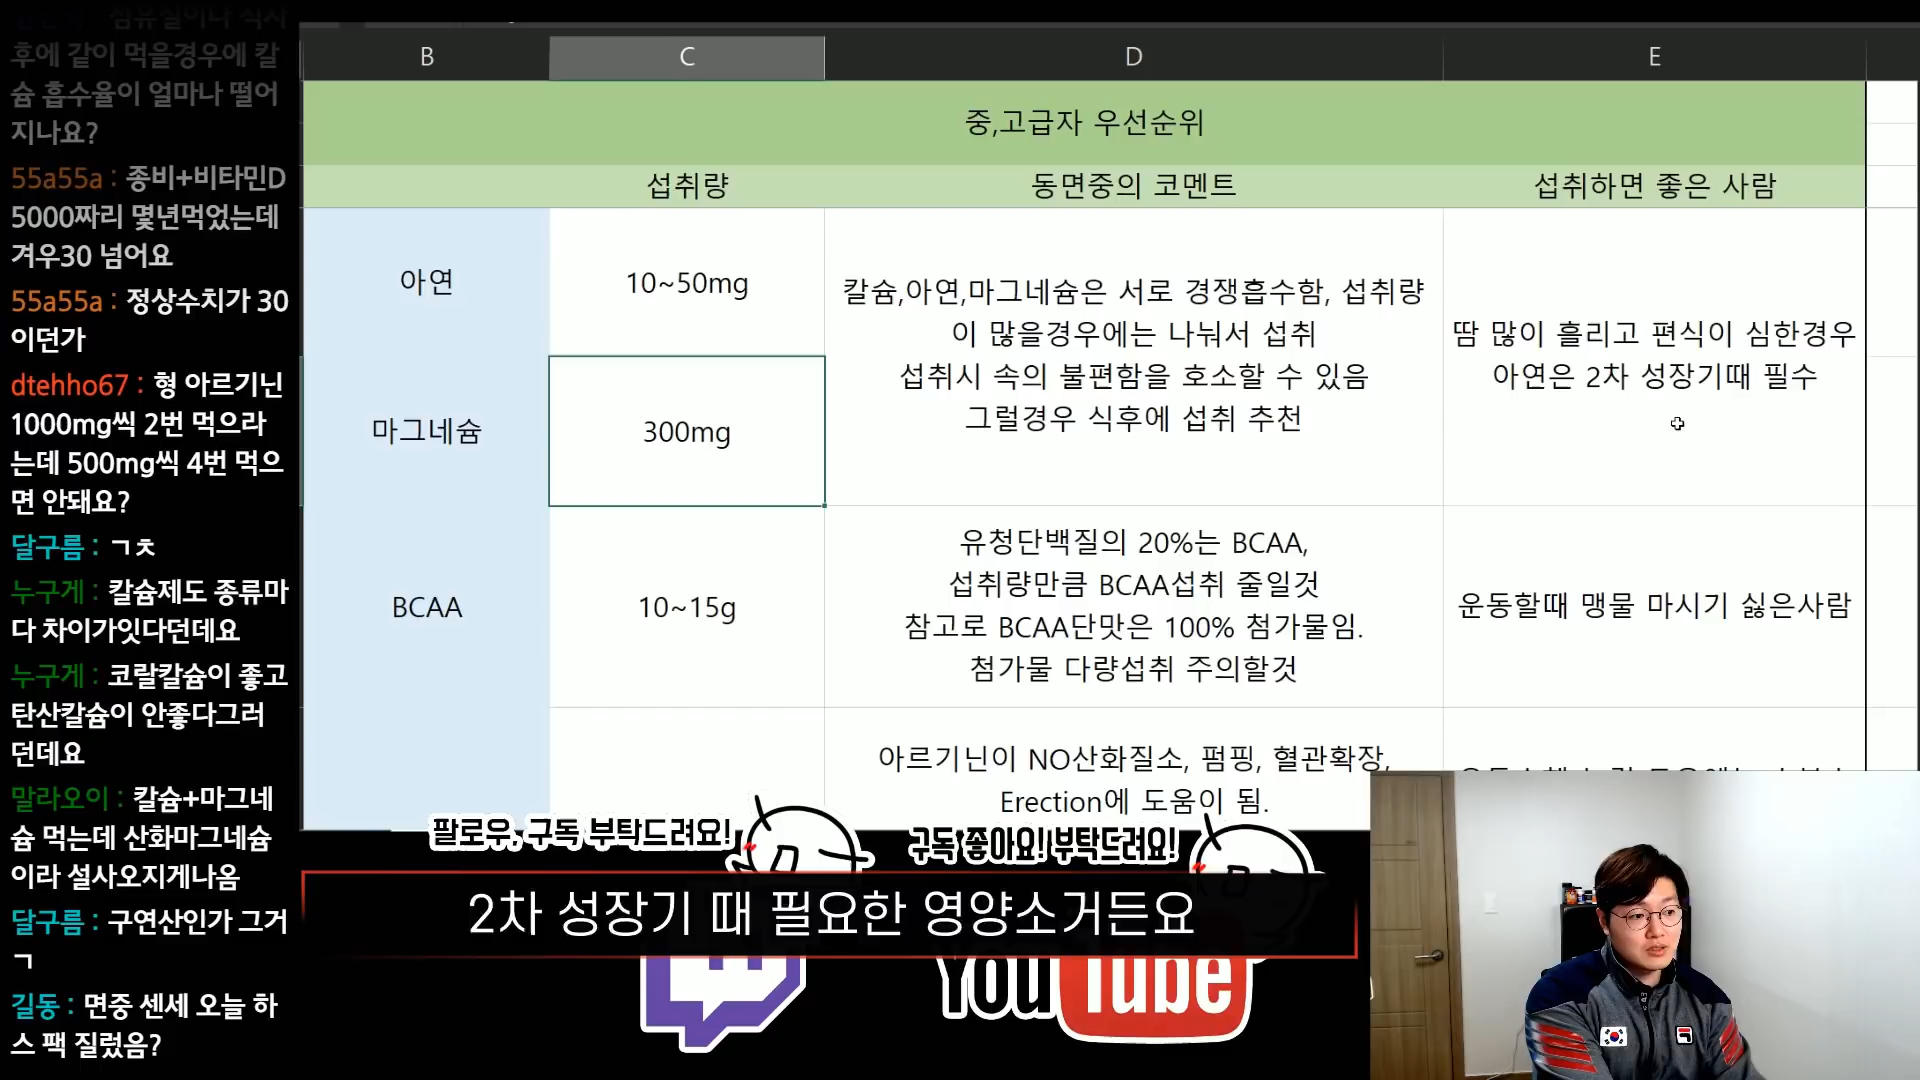 후에 같이 먹을경우에 칼
슘 흡수율이 얼마나 떨어
지나요?
55a55a : 종비+비타민D
5000짜리 몇년먹었는데
겨우30 넘어요
55a55a : 정상수치가 30
이던가
dtehho67 : 형 아르기닌
1000mg씩 2번 먹으라
는데 500mg씩 4번 먹으
면 안돼요?
달구름 : ㄱㅊ
누구게 : 칼슘제도 종류마
다 차이가잇다던데요
누구게 : 코랄칼슘이 좋고
탄산칼슘이 안좋다그러
던데요
말라오이 : 칼슘+마그네
슘 먹는데 산화마그네슘
이라 설사오지게나옴
달구름 : 구연산인가 그거
ㄱ
길동 : 면중 센세 오늘 하
스 팩 질렀음?
B C D E
중,고급자 우선순위
섭취량 동면중의 코멘트 섭취하면 좋은 사람
아연 10~50mg
칼슘,아연,마그네슘은 서로 경쟁흡수함, 섭취량
이 많을경우에는 나눠서 섭취
섭취시 속의 불편함을 호소할 수 있음
그럴경우 식후에 섭취 추천
땀 많이 흘리고 편식이 심한경우
아연은 2차 성장기때 필수
마그네슘 300mg
BCAA 10~15g
유청단백질의 20%는 BCAA,
섭취량만큼 BCAA섭취 줄일것
참고로 BCAA단맛은 100% 첨가물임.
첨가물 다량섭취 주의할것
운동할때 맹물 마시기 싫은사람
아르기닌이 NO산화질소, 펌핑, 혈관확장,
Erection에 도움이 됨.
팔로우, 구독 부탁드려요!
구독 좋아요! 부탁드려요!
2차 성장기 때 필요한 영양소거든요
YouTube